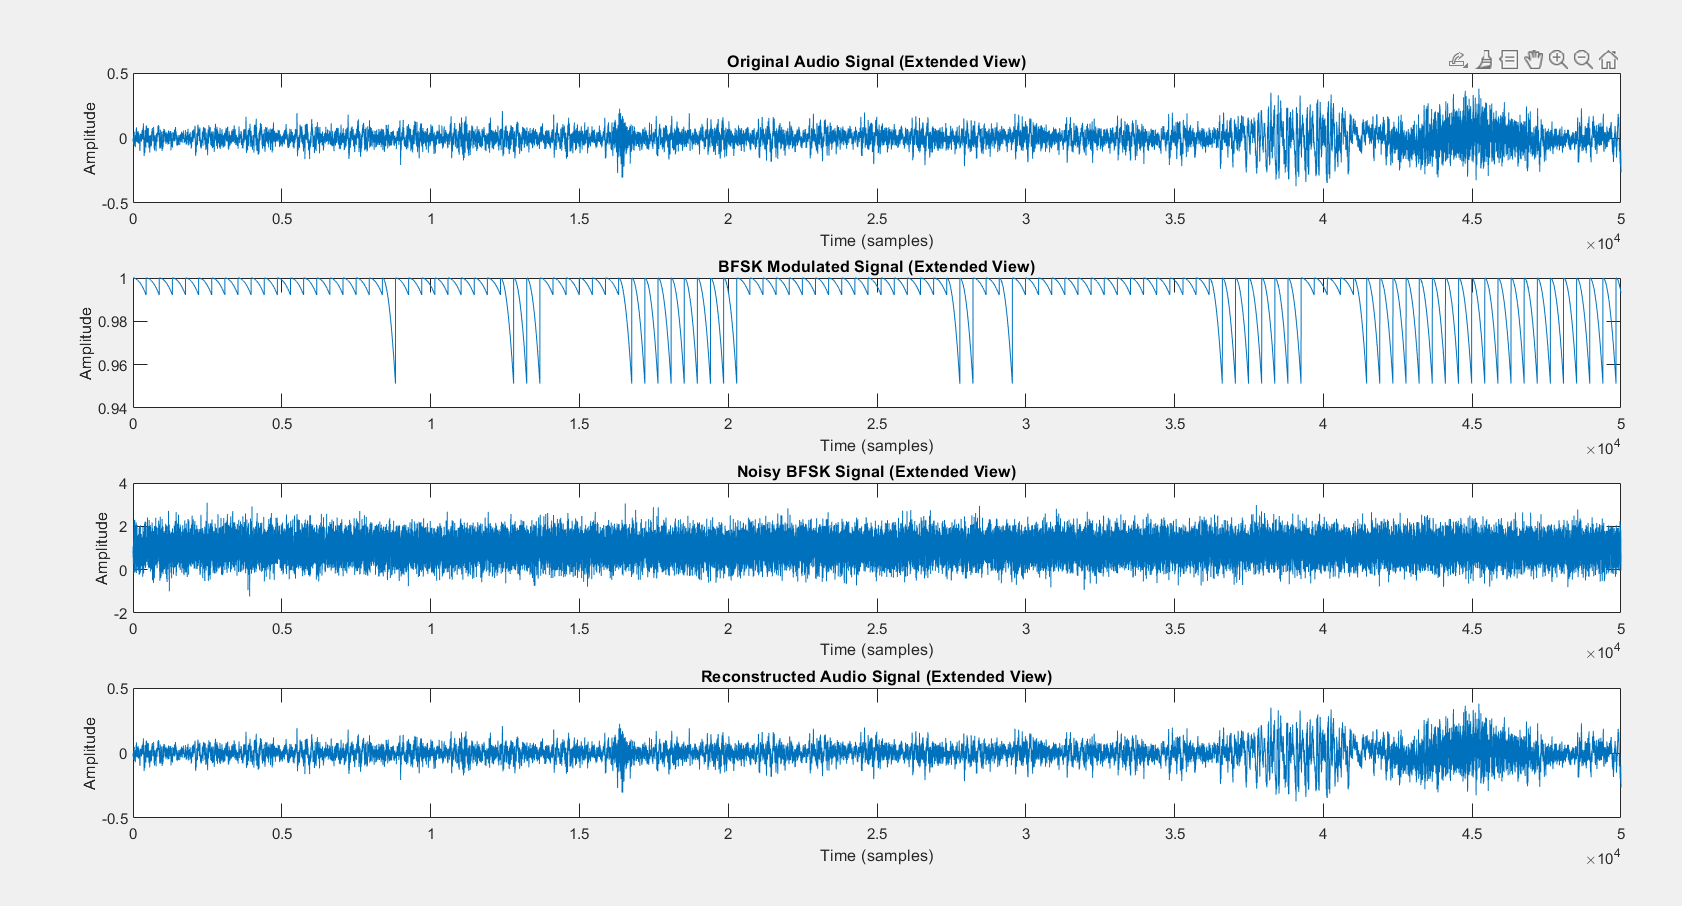 Original Audio Signal (Extended View)
0.5
0
-0.5
Amplitude
0 0.5 1 1.5 2 2.5 3 3.5 4 4.5 5
Time (samples)
×10^4
BFSK Modulated Signal (Extended View)
1
0.98
0.96
0.94
Amplitude
0 0.5 1 1.5 2 2.5 3 3.5 4 4.5 5
Time (samples)
×10^4
Noisy BFSK Signal (Extended View)
4
2
0
-2
Amplitude
0 0.5 1 1.5 2 2.5 3 3.5 4 4.5 5
Time (samples)
×10^4
Reconstructed Audio Signal (Extended View)
0.5
0
-0.5
Amplitude
0 0.5 1 1.5 2 2.5 3 3.5 4 4.5 5
Time (samples)
×10^4